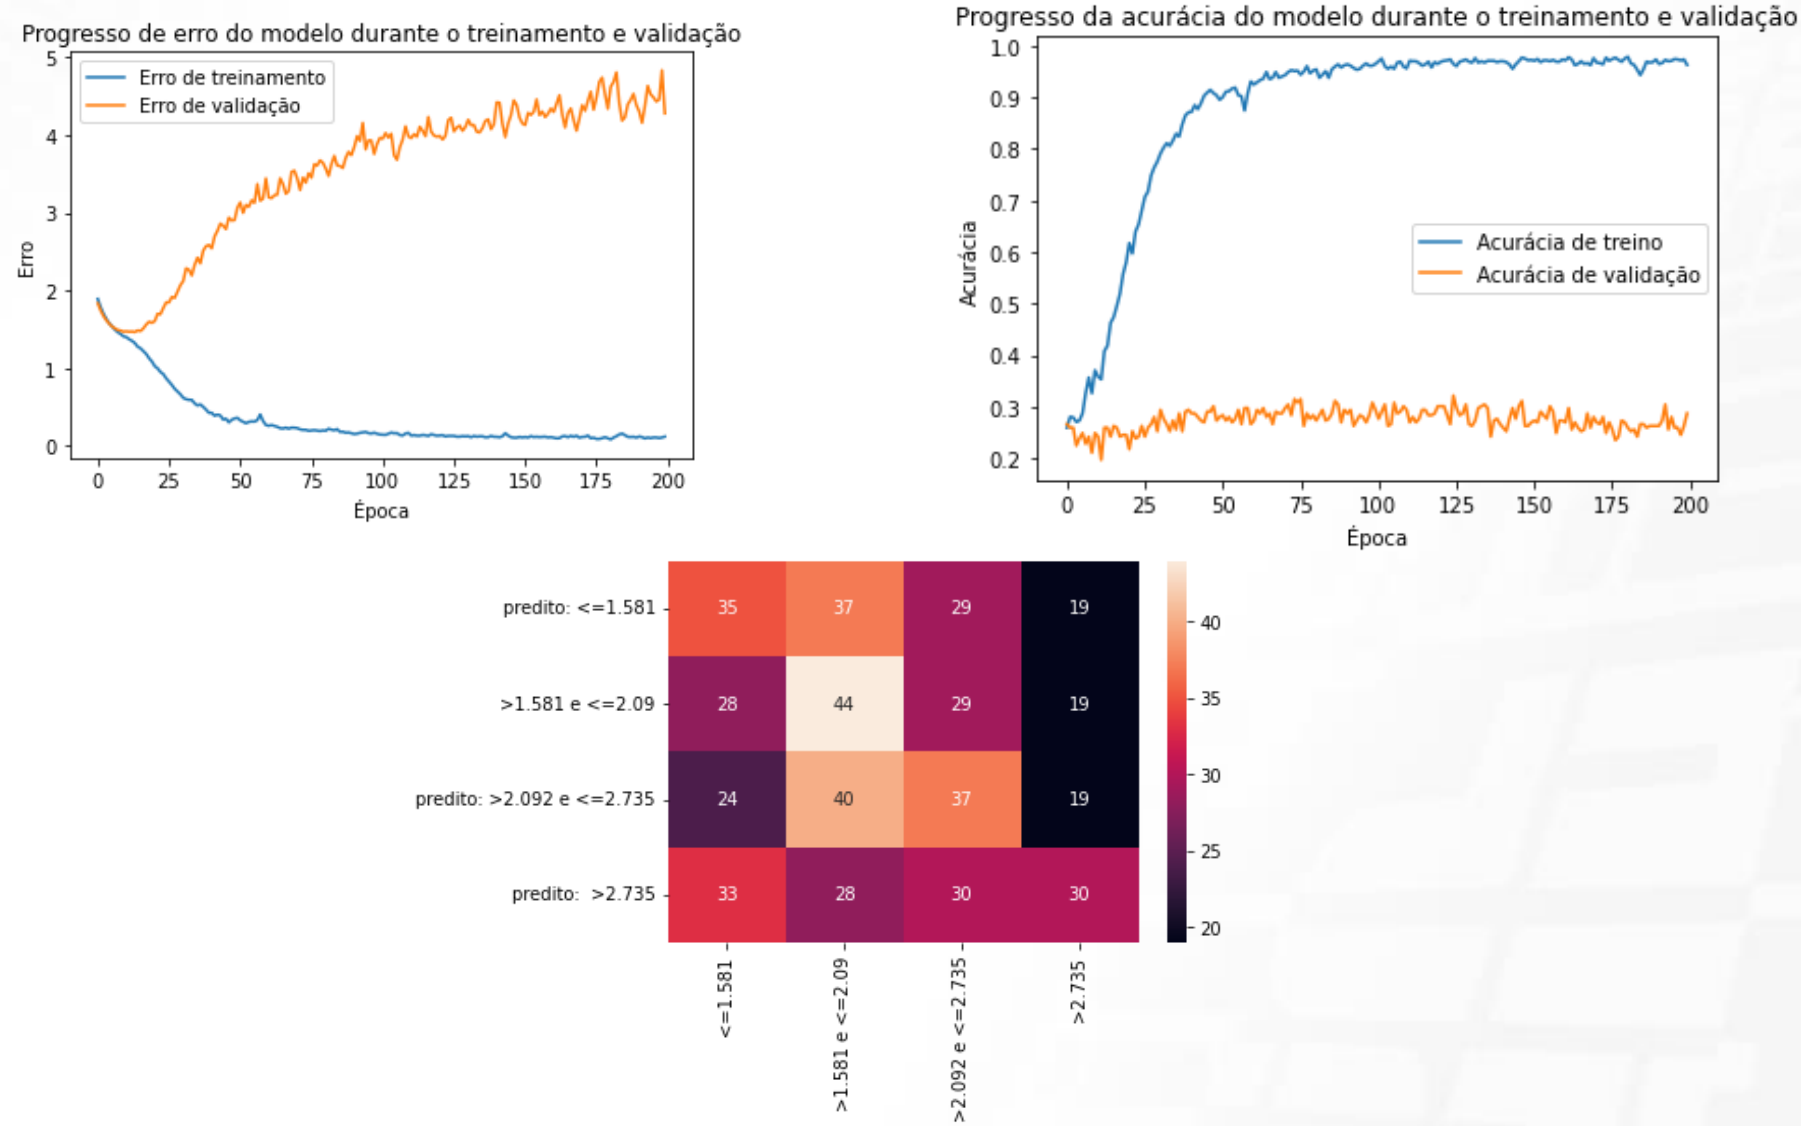 Progresso de erro do modelo durante o treinamento e validação
5
4
3
2
1
0
Erro
Erro de treinamento
Erro de validação
0 25 50 75 100 125 150 175 200
Época
Progresso da acurácia do modelo durante o treinamento e validação
1.0
0.9
0.8
0.7
0.6
0.5
0.4
0.3
0.2
Acurácia
Acurácia de treino
Acurácia de validação
0 25 50 75 100 125 150 175 200
Época
predito: <=1.581 35 37 29 19
>1.581 e <=2.09 28 44 29 19
predito: >2.092 e <=2.735 24 40 37 19
predito: >2.735 33 28 30 30
<=1.581
>1.581 e <=2.09
>2.092 e <=2.735
>2.735
40
35
30
25
20